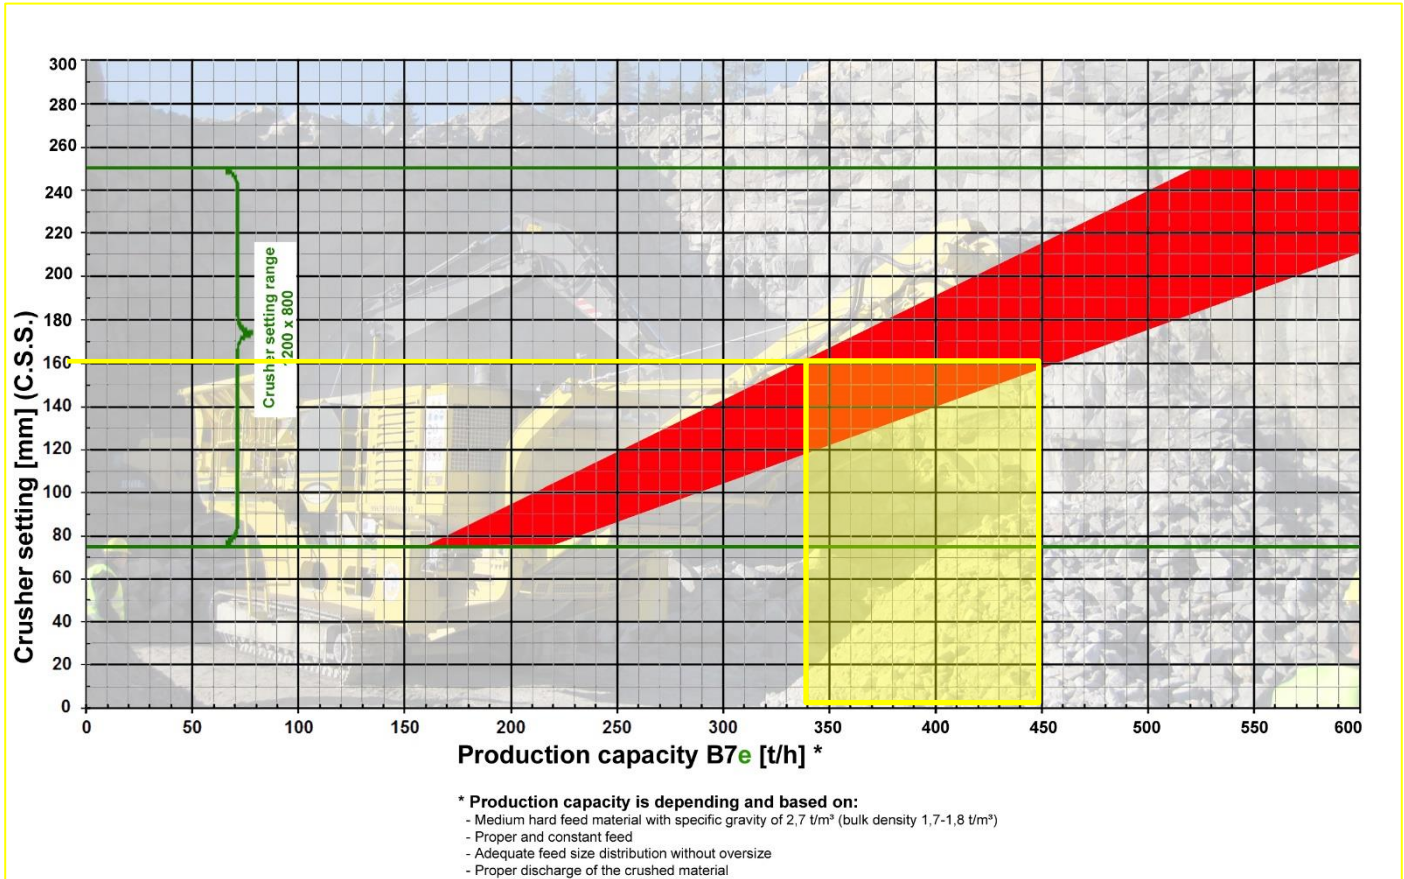 300
280
260
240
220
200
180
160
140
120
100
80
60
40
20
0
Crusher setting [mm] (C.S.S.)
Crusher setting range
200 x 800
0 50 100 150 200 250 300 350 400 450 500 550 600
Production capacity B7e [t/h] *
* Production capacity is depending and based on:
- Medium hard feed material with specific gravity of 2,7 t/m³ (bulk density 1,7-1,8 t/m³)
- Proper and constant feed
- Adequate feed size distribution without oversize
- Proper discharge of the crushed material